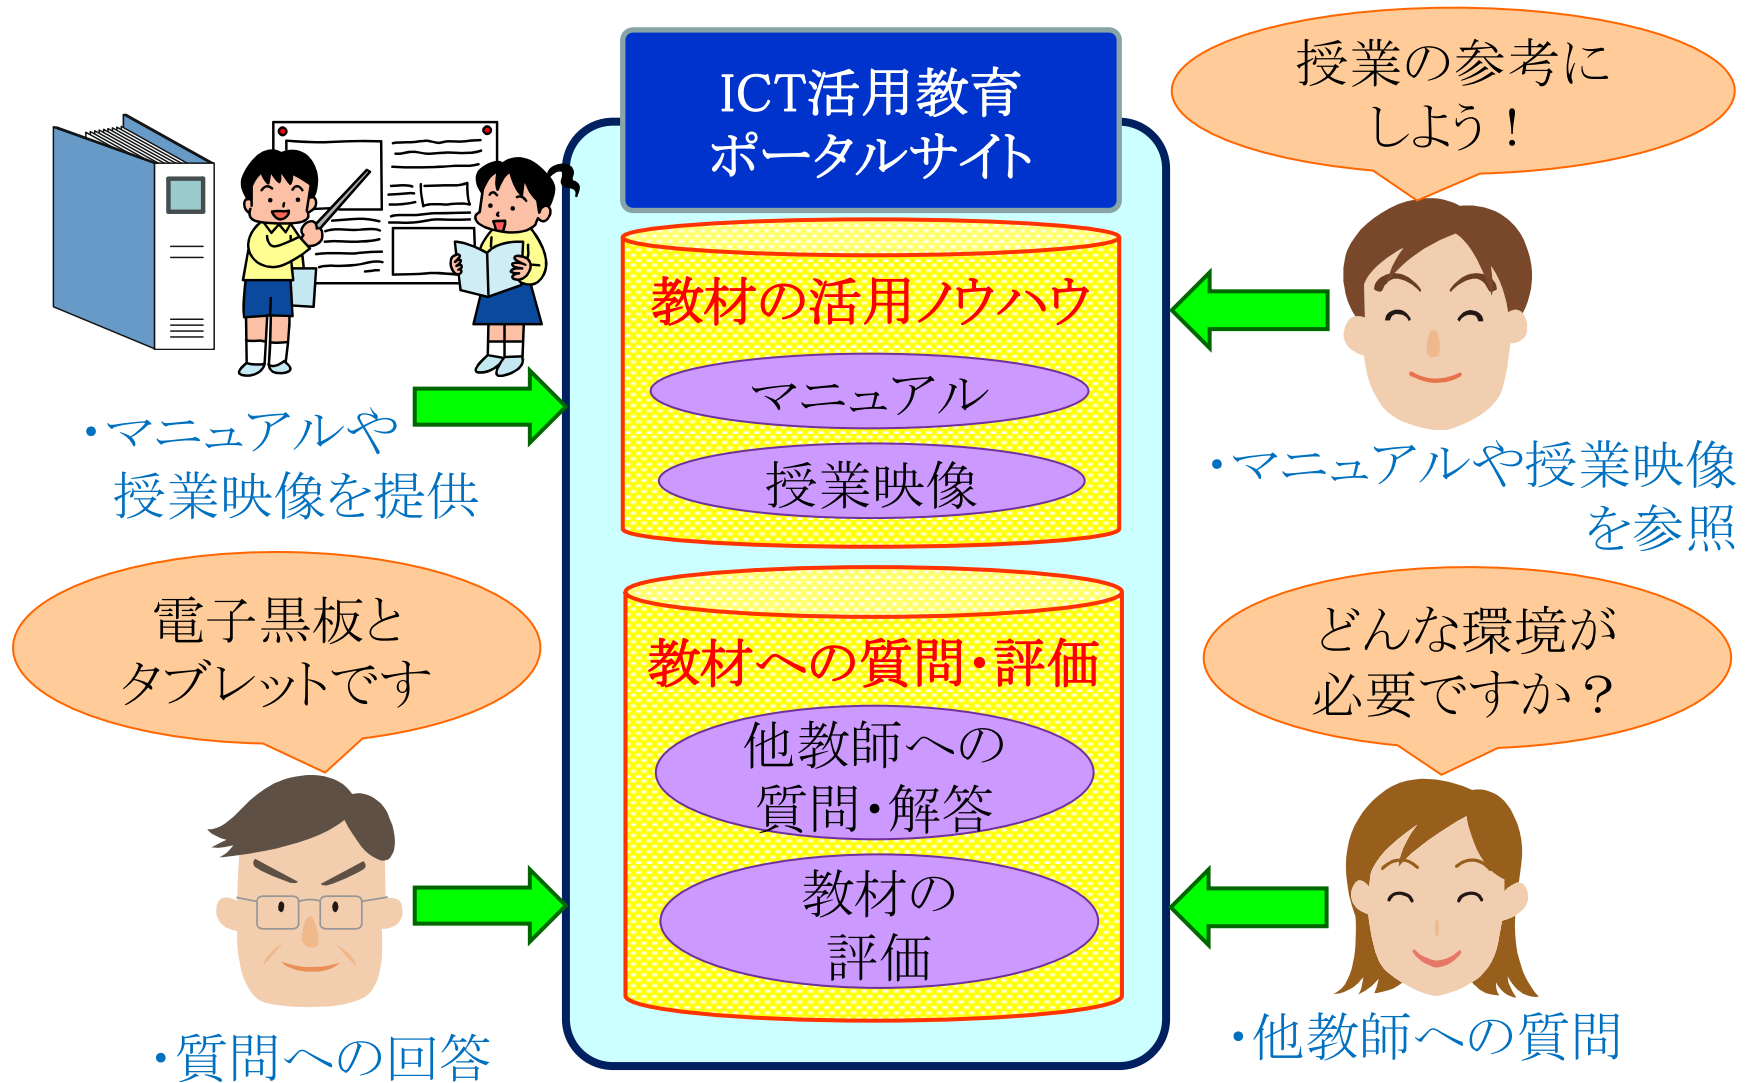 ICT活用教育
ポータルサイト
教材の活用ノウハウ
マニュアル
授業映像
教材への質問・評価
他教師への
質問・解答
教材の
評価
・マニュアルや
授業映像を提供
電子黒板と
タブレットです
・質問への回答
授業の参考に
しよう！
・マニュアルや授業映像
を参照
どんな環境が
必要ですか？
・他教師への質問